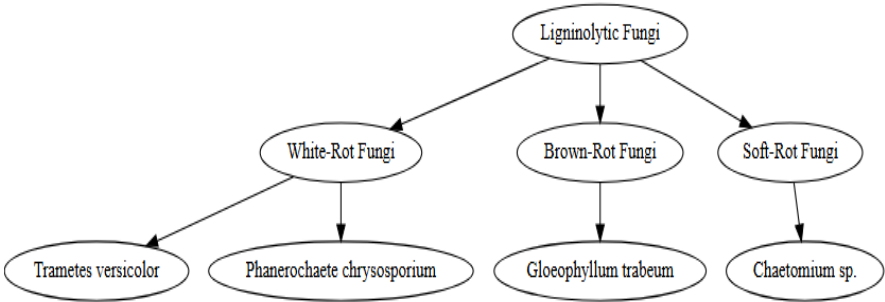 Ligninolytic Fungi
White-Rot Fungi
Brown-Rot Fungi
Soft-Rot Fungi
Trametes versicolor
Phanerochaete chrysosporium
Gloeophyllum trabeum
Chaetomium sp.